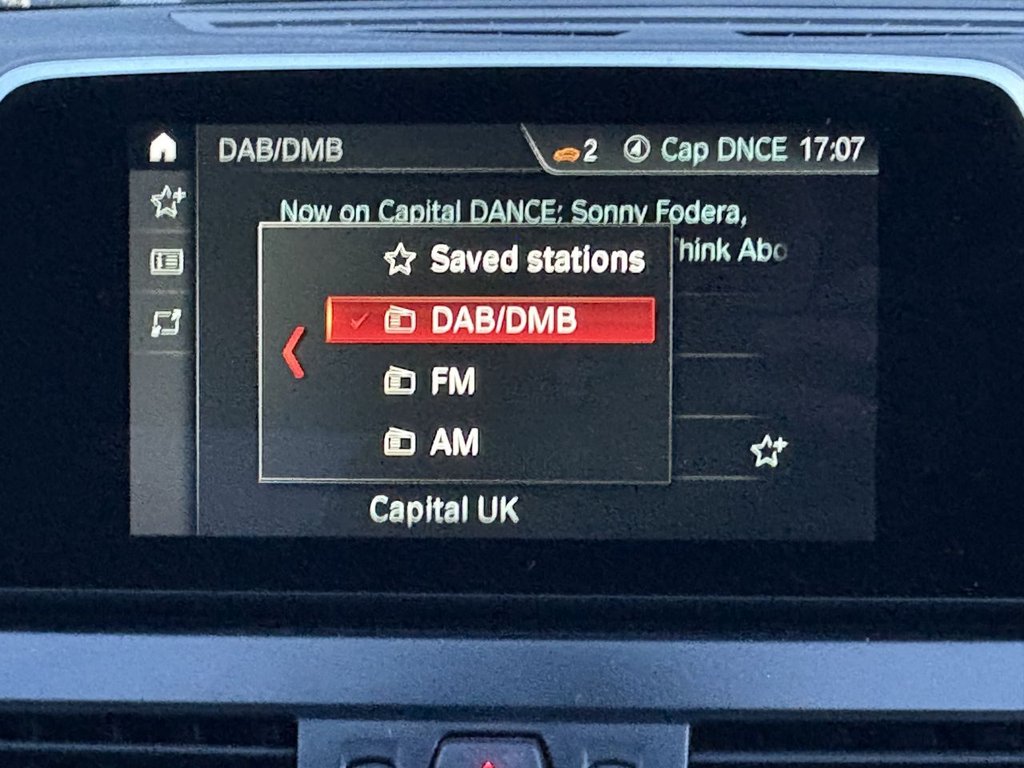 DAB/DMB
2 Cap DNCE 17:07
Now on Capital DANCE: Sonny Fodera,
Think Abo
Saved stations
DAB/DMB
FM
AM
Capital UK